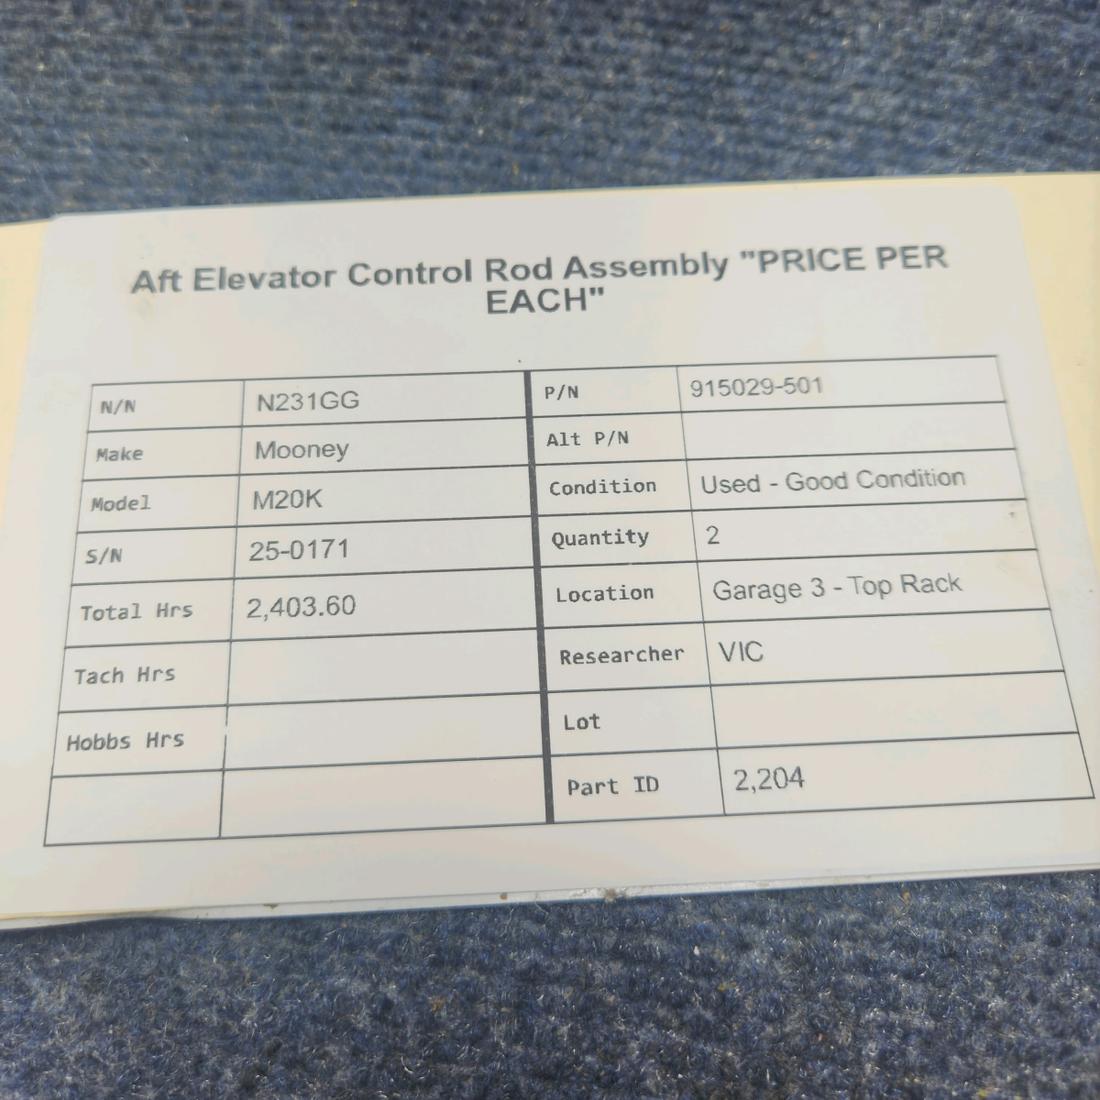 Aft Elevator Control Rod Assembly "PRICE PER
EACH"
N/N N231GG P/N 915029-501
Make Mooney Alt P/N
Model M20K Condition Used - Good Condition
S/N 25-0171 Quantity 2
Total Hrs 2,403.60 Location Garage 3 - Top Rack
Tach Hrs Researcher VIC
Hobbs Hrs Lot
Part ID 2,204